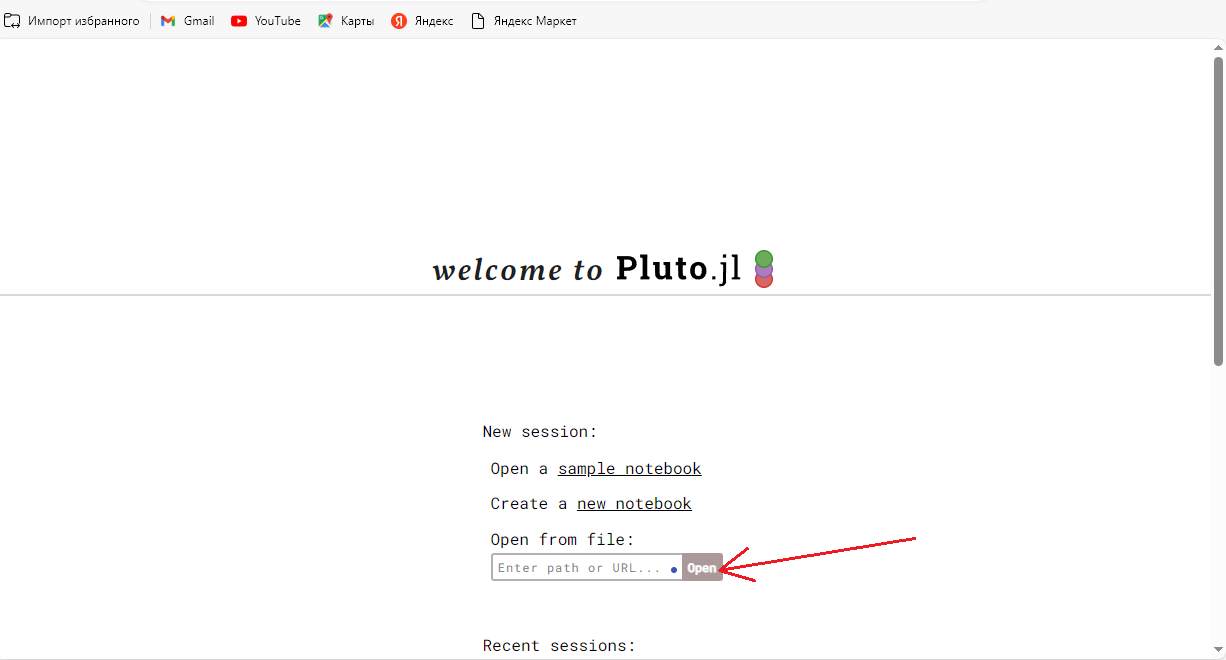 Импорт избранного Gmail YouTube Карты Яндекс Яндекс Маркет
welcome to Pluto.jl
New session:
Open a sample notebook
Create a new notebook
Open from file:
Enter path or URL... Open
Recent sessions: